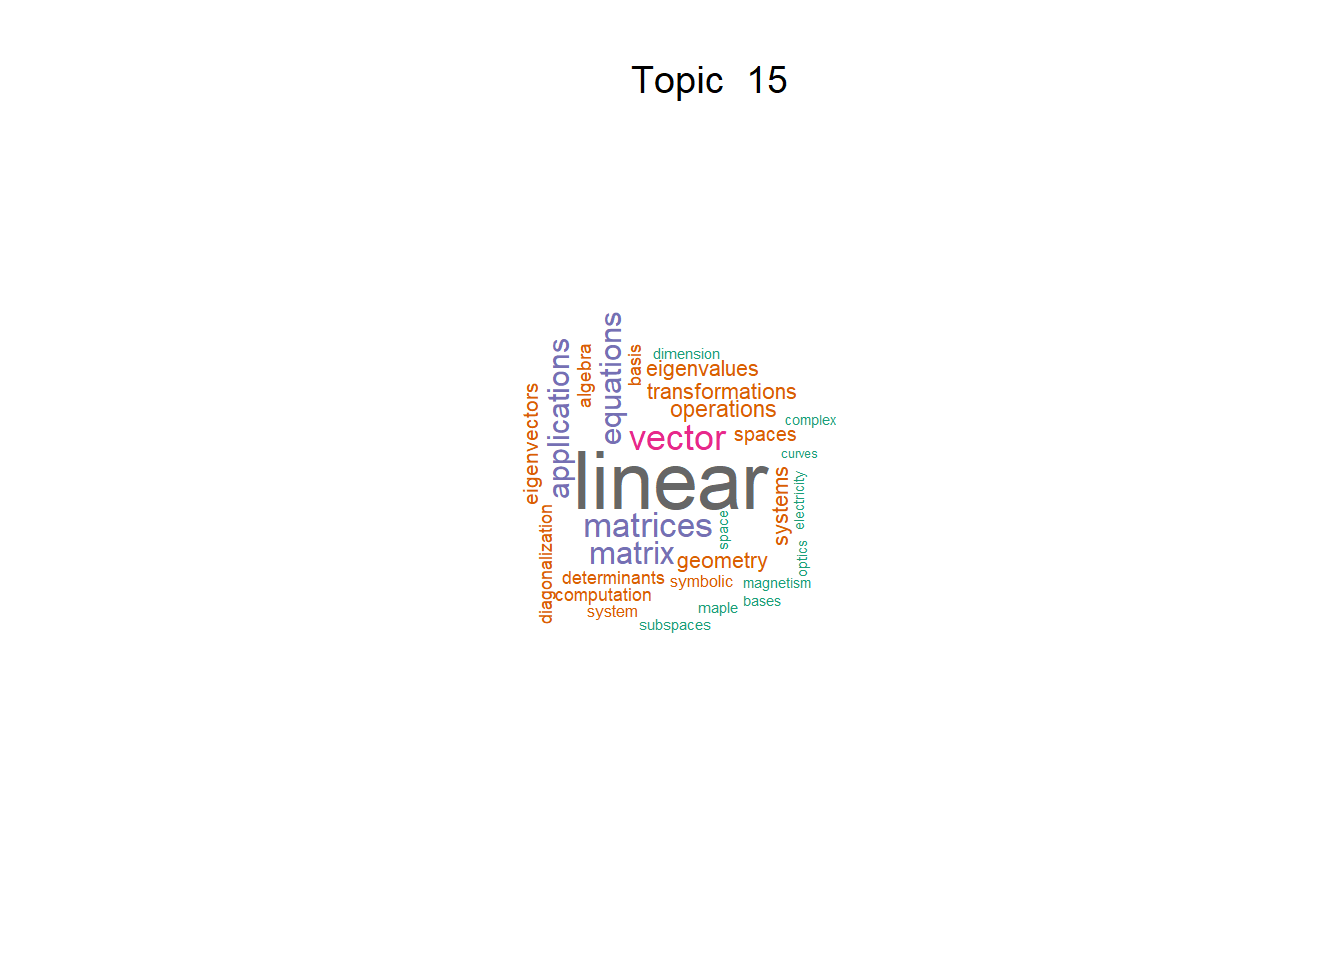 Topic 15
equations
applications
algebra
basis
dimension
eigenvalues
eigenvectors
transformations
operations
complex
vector
spaces
curves
linear
systems
electricity
matrices
space
diagonalization
matrix
geometry
optics
determinants
symbolic
magnetism
computation
bases
system
maple
subspaces